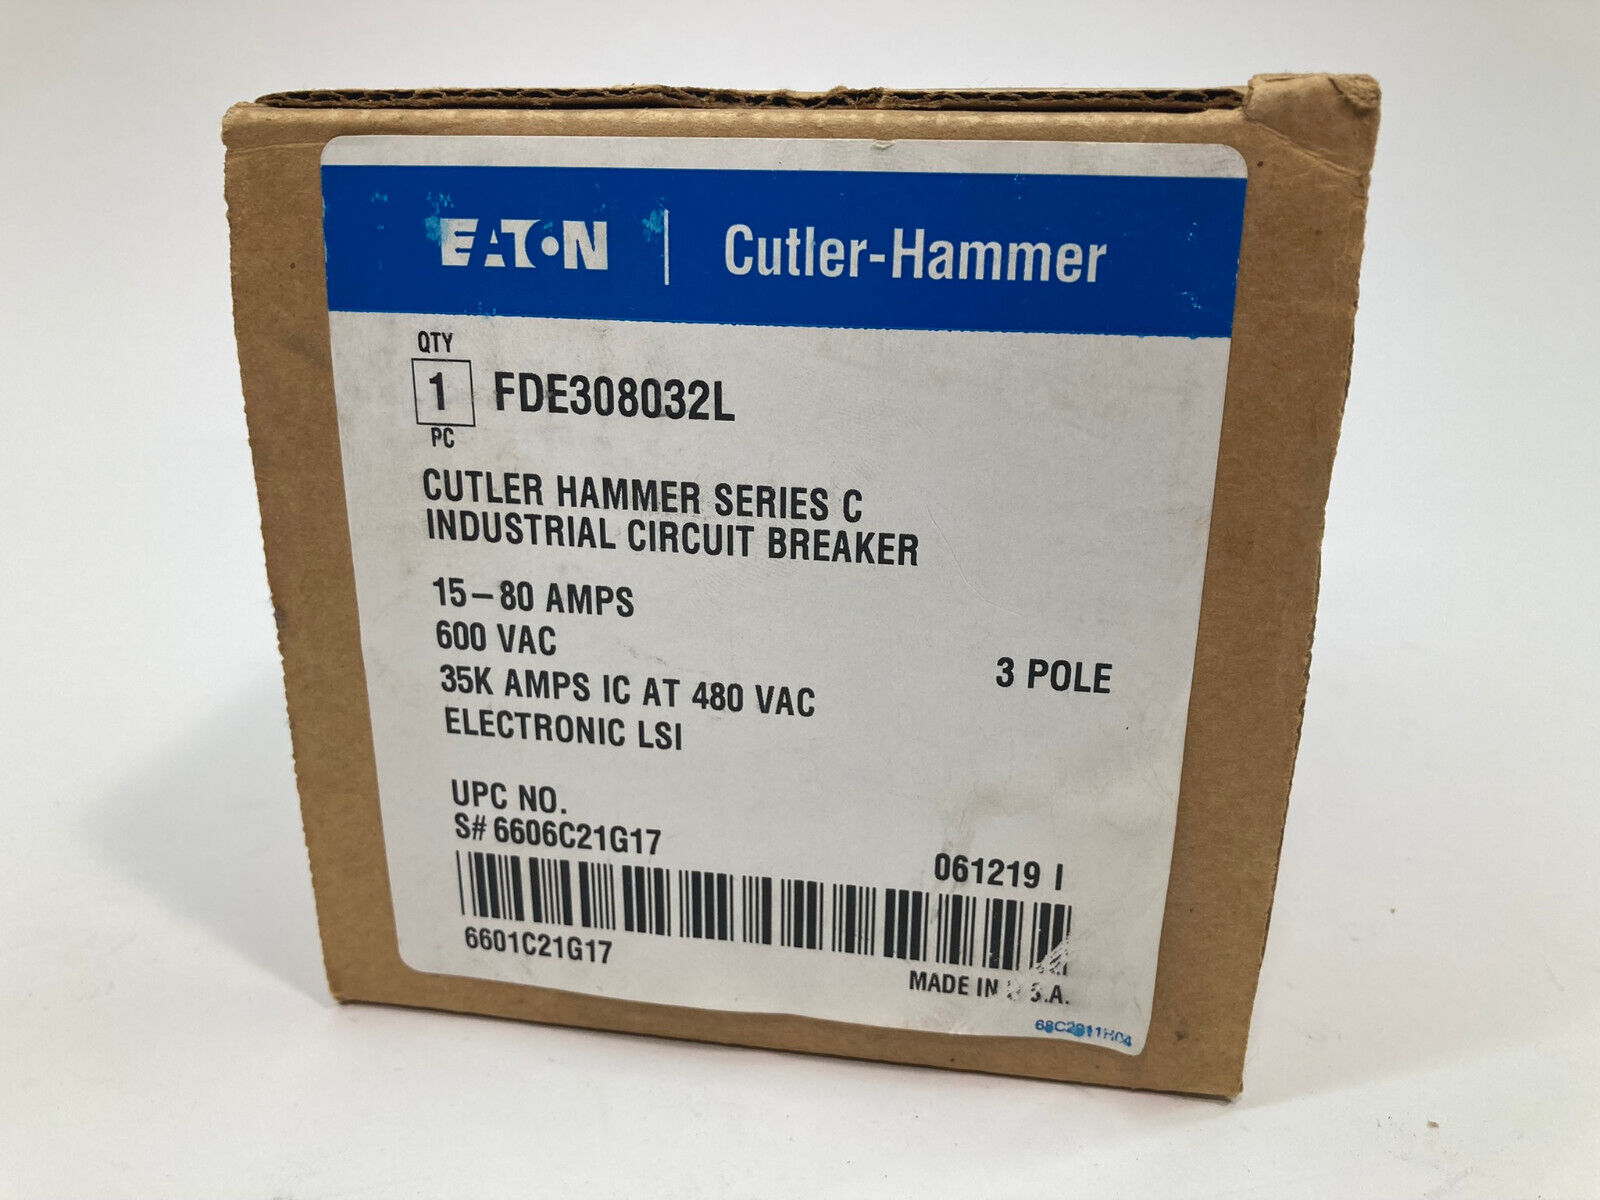 EATON | Cutler-Hammer
QTY
1 FDE308032L
PC
CUTLER HAMMER SERIES C
INDUSTRIAL CIRCUIT BREAKER
15-80 AMPS
600 VAC
35K AMPS IC AT 480 VAC
3 POLE
ELECTRONIC LSI
UPC NO.
S# 6606C21G17
061219 I
6601C21G17
MADE IN U.S.A.